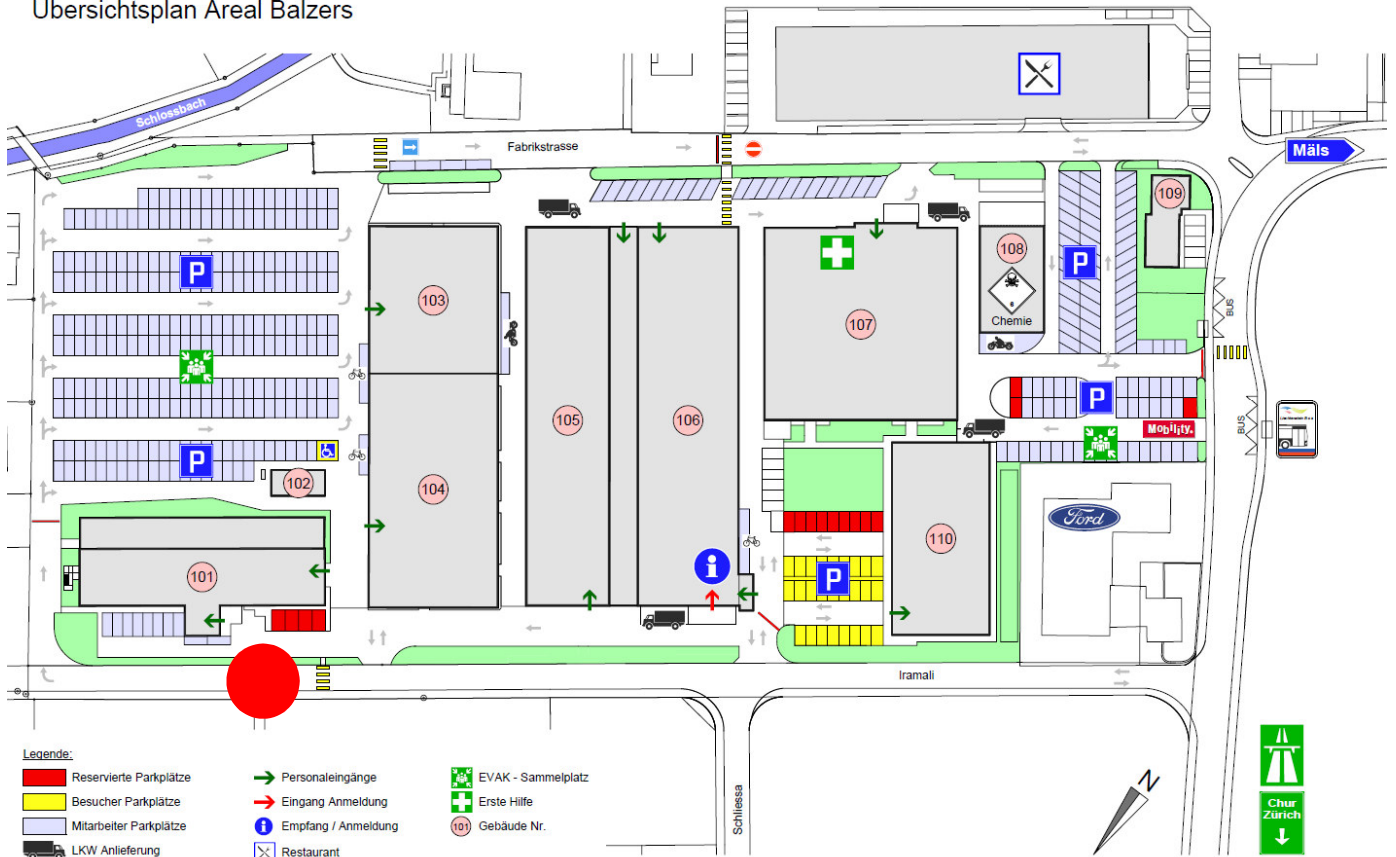 Übersichtsplan Areal Balzers
Schlossbach
Fabrikstrasse
Mäls
109
108
6
Chemie
P
P
103
107
BUS
105
106
P
Mobility.
BUS
P
102
104
Ford
101
i
P
110
Iramali
Schliessa
N
Chur
Zürich
Legende:
Reservierte Parkplätze
Besucher Parkplätze
Mitarbeiter Parkplätze
LKW Anlieferung
Personaleingänge
Eingang Anmeldung
i Empfang / Anmeldung
Restaurant
EVAK - Sammelplatz
Erste Hilfe
101 Gebäude Nr.